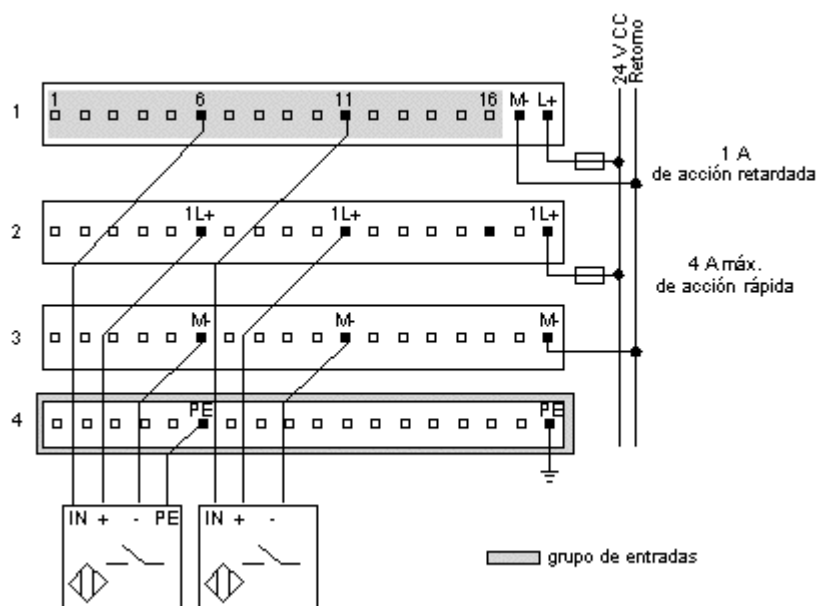 24 V CC
Retorno
1
1 6 11 16 M- L+
1 A
de acción retardada
2
1L+ 1L+ 1L+
4 A máx.
de acción rápida
3
M- M- M-
4
PE PE
IN + - PE
IN + -
grupo de entradas